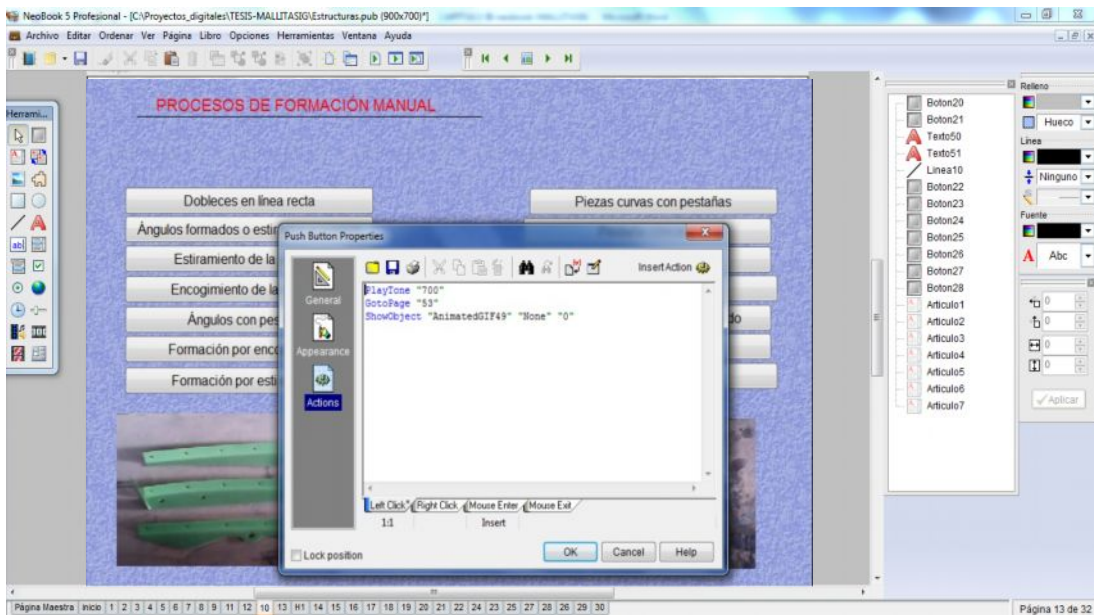 NeoBook 5 Profesional - [C:\Proyectos_digitales\TESIS-MALLITASIG\Estructuras.pub (900x700)*]
Archivo Editar Ordenar Ver Página Libro Opciones Herramientas Ventana Ayuda
Herrami...
PROCESOS DE FORMACIÓN MANUAL
Dobleces en línea recta
Piezas curvas con pestañas
Ángulos formados o estir
Estiramiento de la
Encogimiento de la
Ángulos con pes
do
Formación por enco
Formación por esti
Push Button Properties
General
Appearance
Actions
Insert Action
PlayTone "700"
GotoPage "53"
ShowObject "AnimatedGIF49" "None" "0"
Left Click* Right Click Mouse Enter Mouse Exit
1:1 Insert
Lock position
OK Cancel Help
Boton20
Boton21
Texto50
Texto51
Linea10
Boton22
Boton23
Boton24
Boton25
Boton26
Boton27
Boton28
Articulo1
Articulo2
Articulo3
Articulo4
Articulo5
Articulo6
Articulo7
Relleno
Hueco
Línea
Ninguno
Fuente
A Abc
0
0
0
0
Aplicar
Página Maestra Inicio 1 2 3 4 5 6 7 8 9 11 12 10 13 H1 14 15 16 17 18 19 20 21 22 24 23 25 27 28 26 29 30
Página 13 de 32